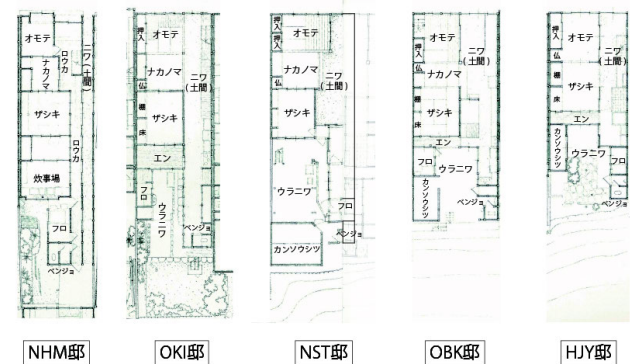 オモテ
ロウカ
ニワ(土間)
ナカノマ
ザシキ
ロウカ
炊事場
フロ
ベンジョ
NHM邸
押入
オモテ
ニワ
(土間)
ナカノマ
仏
棚
ザシキ
床
エン
フロ
ウラニワ
ベンジョ
OKI邸
押入
オモテ
押入
ナカノマ
ニワ
(土間)
仏
ザシキ
ウラニワ
フロ
ベンジョ
カンソウシツ
NST邸
押入
オモテ
押入
ニワ
(土間)
ナカノマ
仏
棚
ザシキ
床
エン
フロ
ウラニワ
カンソウシツ
ベンジョ
OBK邸
押入
オモテ
仏
ニワ
(土間)
棚
ザシキ
床
エン
カンソウシツ
ウラニワ
フロ
ベンジョ
HJY邸